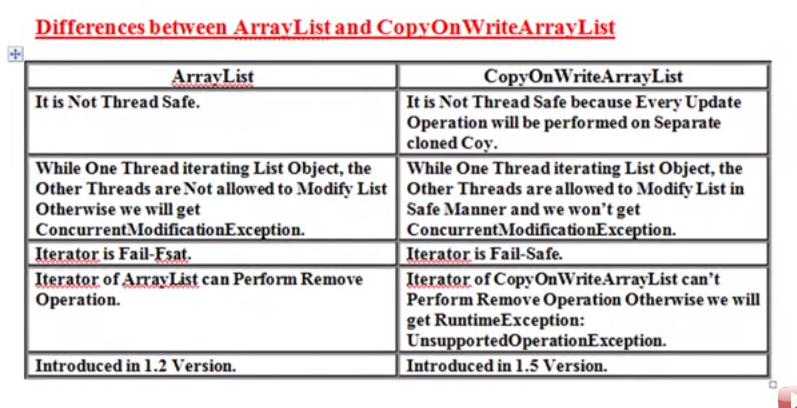 Differences between ArrayList and CopyOnWriteArrayList
ArrayList
CopyOnWriteArrayList
It is Not Thread Safe.
It is Not Thread Safe because Every Update
Operation will be performed on Separate
cloned Coy.
While One Thread iterating List Object, the
Other Threads are Not allowed to Modify List
Otherwise we will get
ConcurrentModificationException.
While One Thread iterating List Object, the
Other Threads are allowed to Modify List in
Safe Manner and we won't get
ConcurrentModificationException.
Iterator is Fail-Fsat.
Iterator is Fail-Safe.
Iterator of ArrayList can Perform Remove
Operation.
Iterator of CopyOnWriteArrayList can't
Perform Remove Operation Otherwise we will
get RuntimeException:
UnsupportedOperationException.
Introduced in 1.2 Version.
Introduced in 1.5 Version.